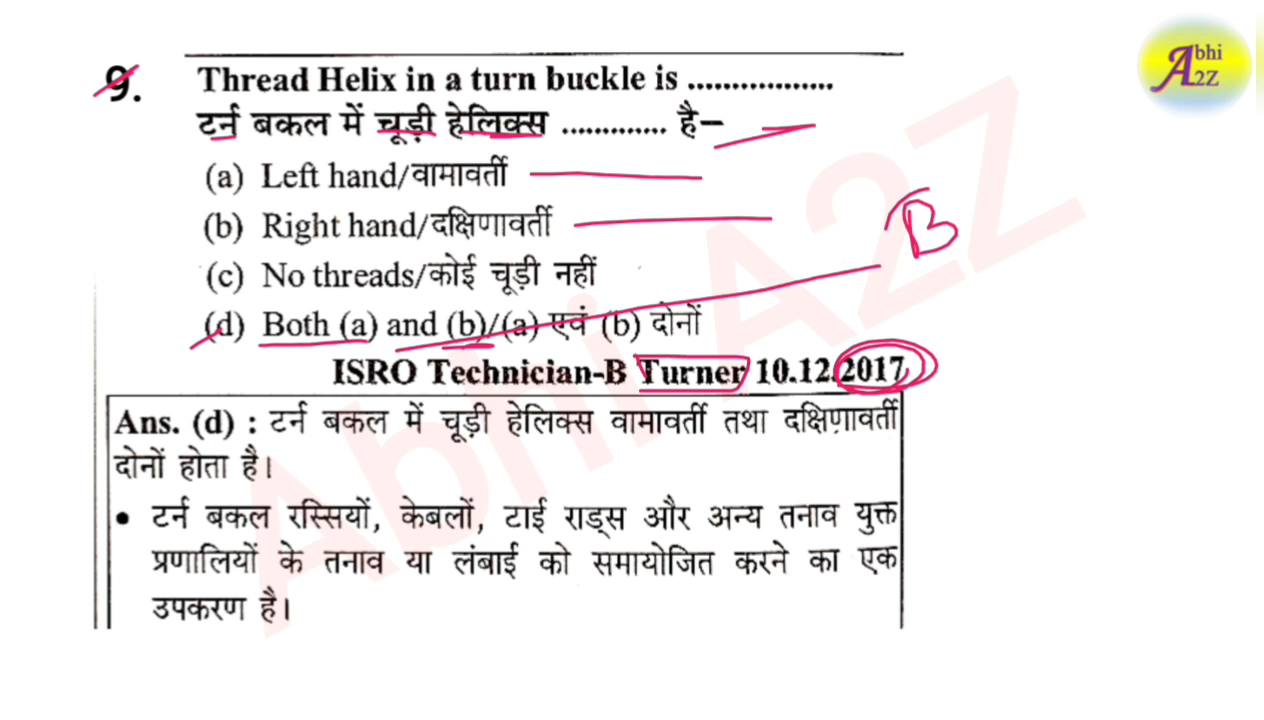 Abhi A2Z
9. Thread Helix in a turn buckle is .................
टर्न बकल में चूड़ी हेलिक्स ............. है–
(a) Left hand/वामावर्ती
(b) Right hand/दक्षिणावर्ती
B
(c) No threads/कोई चूड़ी नहीं
(d) Both (a) and (b)/(a) एवं (b) दोनों
ISRO Technician-B Turner 10.12.2017
Ans. (d) : टर्न बकल में चूड़ी हेलिक्स वामावर्ती तथा दक्षिणावर्ती
दोनों होता है।
• टर्न बकल रस्सियों, केबलों, टाई राड्स और अन्य तनाव युक्त
प्रणालियों के तनाव या लंबाई को समायोजित करने का एक
उपकरण है।
Abhi A2Z